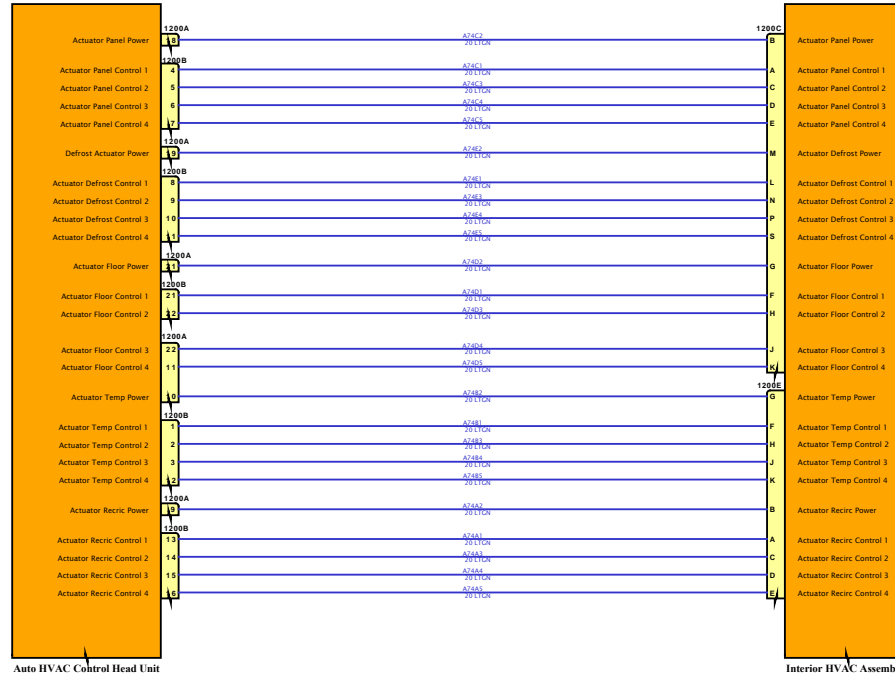 1200A 1200C
Actuator Panel Power 18 A74C2 B Actuator Panel Power
20 LTGN
1200B
Actuator Panel Control 1 4 A74C1 A Actuator Panel Control 1
20 LTGN
Actuator Panel Control 2 5 A74C3 C Actuator Panel Control 2
20 LTGN
Actuator Panel Control 3 6 A74C4 D Actuator Panel Control 3
20 LTGN
Actuator Panel Control 4 7 A74C5 E Actuator Panel Control 4
20 LTGN
1200A
Defrost Actuator Power 19 A74E2 M Actuator Defrost Power
20 LTGN
1200B
Actuator Defrost Control 1 8 A74E1 L Actuator Defrost Control 1
20 LTGN
Actuator Defrost Control 2 9 A74E3 N Actuator Defrost Control 2
20 LTGN
Actuator Defrost Control 3 10 A74E4 P Actuator Defrost Control 3
20 LTGN
Actuator Defrost Control 4 11 A74E5 S Actuator Defrost Control 4
20 LTGN
1200A
Actuator Floor Power 21 A74D2 G Actuator Floor Power
20 LTGN
1200B
Actuator Floor Control 1 21 A74D1 F Actuator Floor Control 1
20 LTGN
Actuator Floor Control 2 A74D3 H Actuator Floor Control 2
20 LTGN
1200A
Actuator Floor Control 3 22 A74D4 J Actuator Floor Control 3
20 LTGN
Actuator Floor Control 4 11 A74D5 K Actuator Floor Control 4
20 LTGN
1200E
Actuator Temp Power 10 A74B2 G Actuator Temp Power
20 LTGN
1200B
Actuator Temp Control 1 1 A74B1 F Actuator Temp Control 1
20 LTGN
Actuator Temp Control 2 2 A74B3 H Actuator Temp Control 2
20 LTGN
Actuator Temp Control 3 3 A74B4 J Actuator Temp Control 3
20 LTGN
Actuator Temp Control 4 12 A74B5 K Actuator Temp Control 4
20 LTGN
1200A
Actuator Recric Power A74A2 B Actuator Recirc Power
20 LTGN
1200B
Actuator Recric Control 1 13 A74A1 A Actuator Recirc Control 1
20 LTGN
Actuator Recric Control 2 14 A74A3 C Actuator Recirc Control 2
20 LTGN
Actuator Recric Control 3 15 A74A4 D Actuator Recirc Control 3
20 LTGN
Actuator Recric Control 4 16 A74A5 E Actuator Recirc Control 4
20 LTGN
Auto HVAC Control Head Unit Interior HVAC Assemb